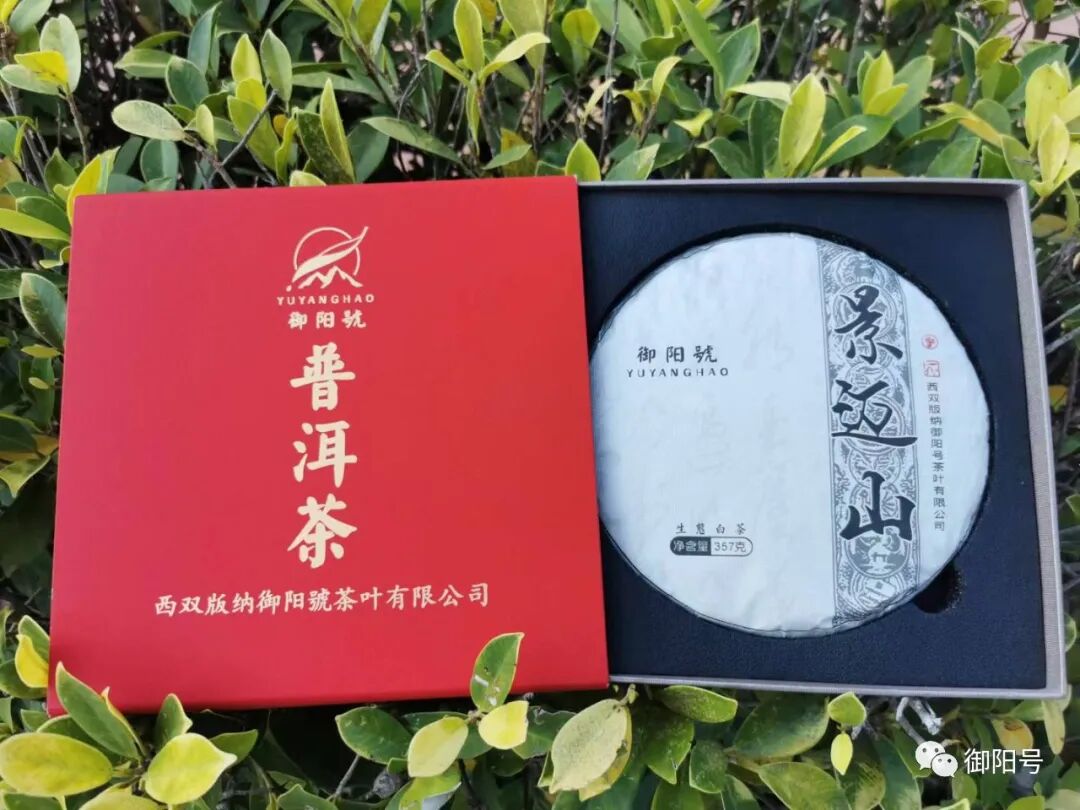 YUYANGHAO
御阳號
普洱茶
西双版纳御阳號茶叶有限公司
御阳號
YUYANGHAO
景迈山
西双版纳御阳号茶叶有限公司
生態白茶
净含量 357克
御阳号